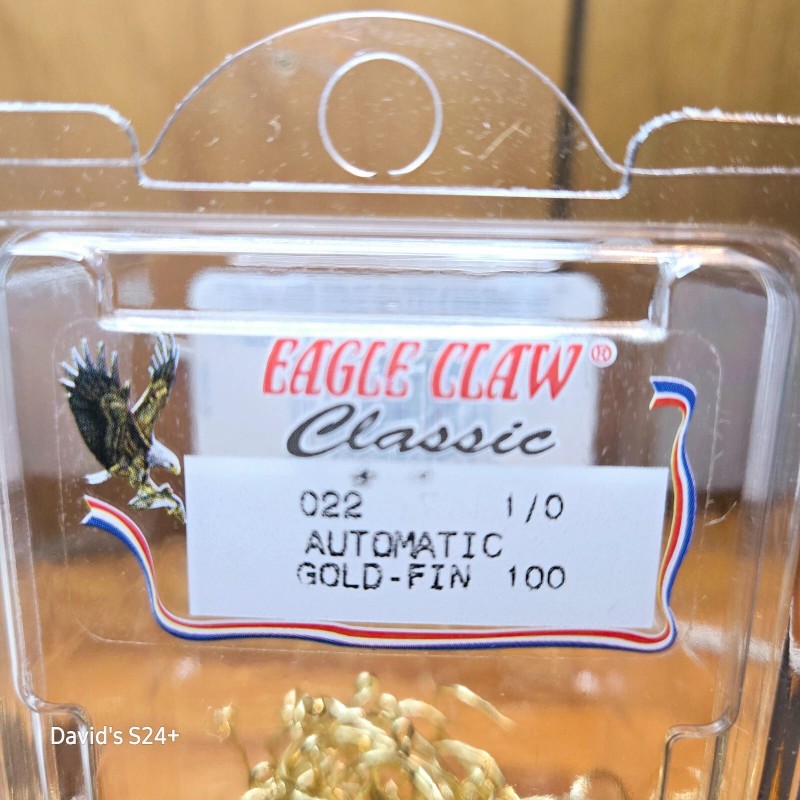 EAGLE CLAW®
Classic
022 1/0
AUTOMATIC
GOLD-FIN 100
David's S24+